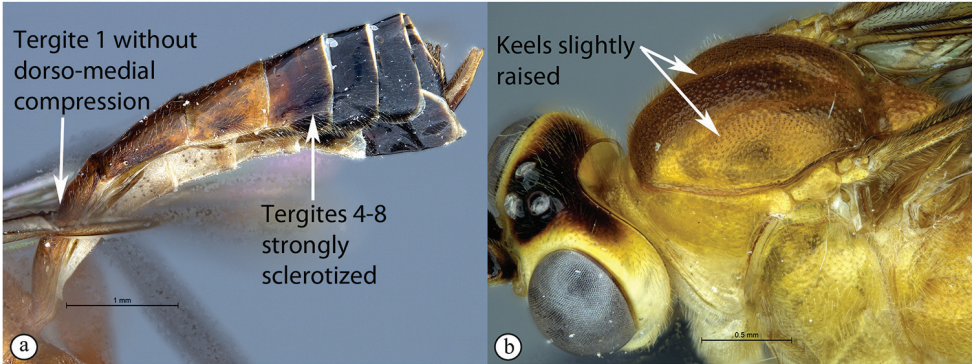 Tergite 1 without
dorso-medial
compression
Tergites 4-8
strongly
sclerotized
1 mm
a
Keels slightly
raised
0.5 mm
b